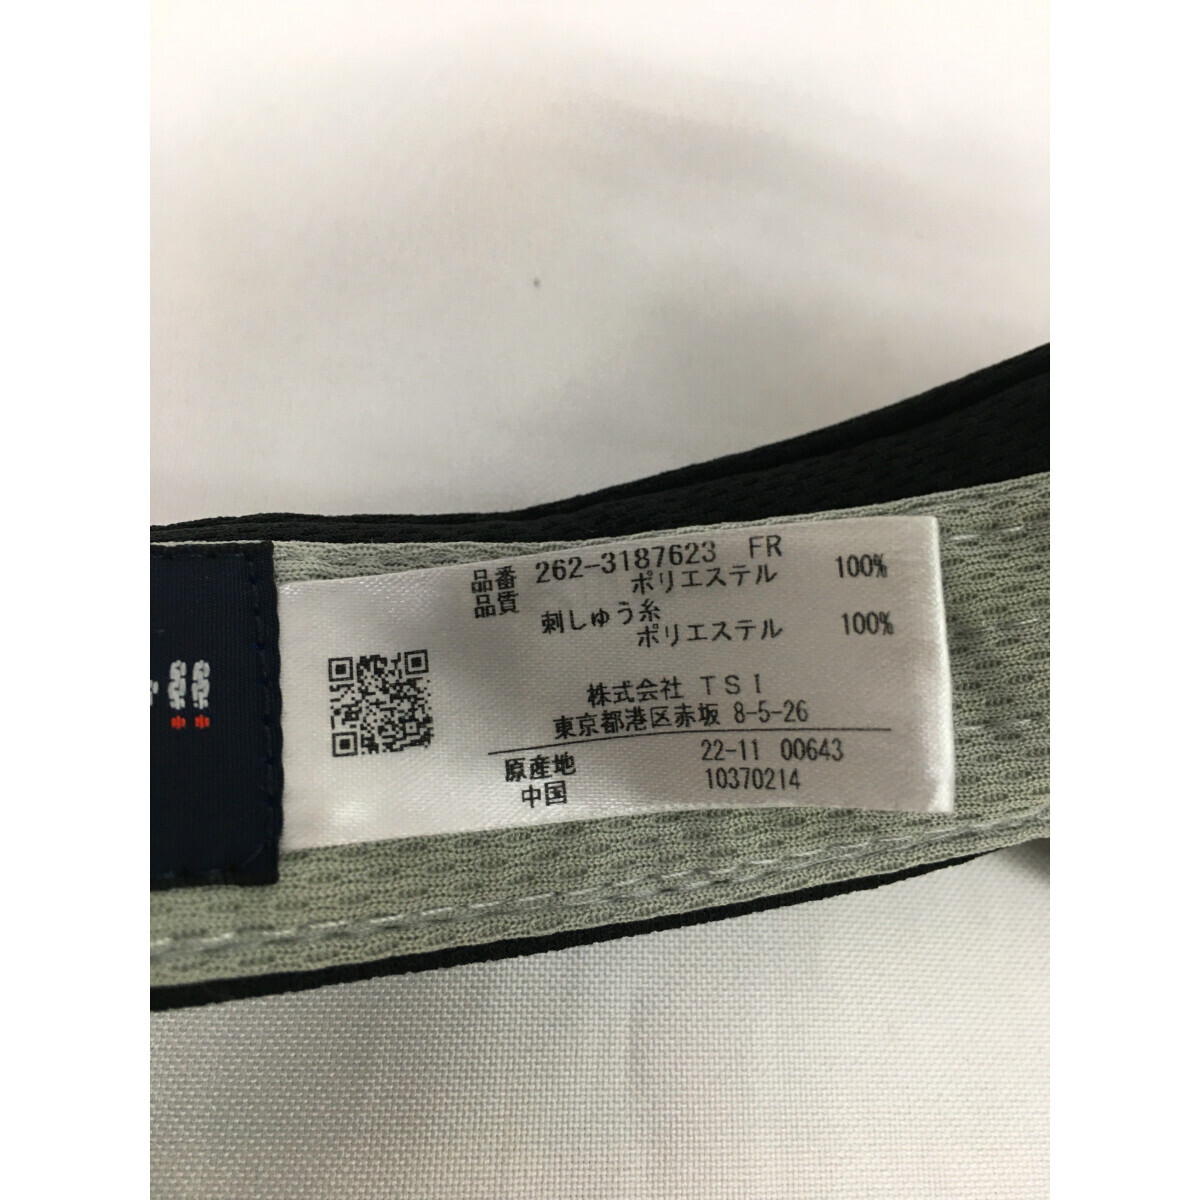 品番 262-3187623 FR
品質 ポリエステル 100%
刺しゅう糸
ポリエステル 100%
株式会社 TSI
東京都港区赤坂 8-5-26
原産地 22-11 00643
中国 10370214